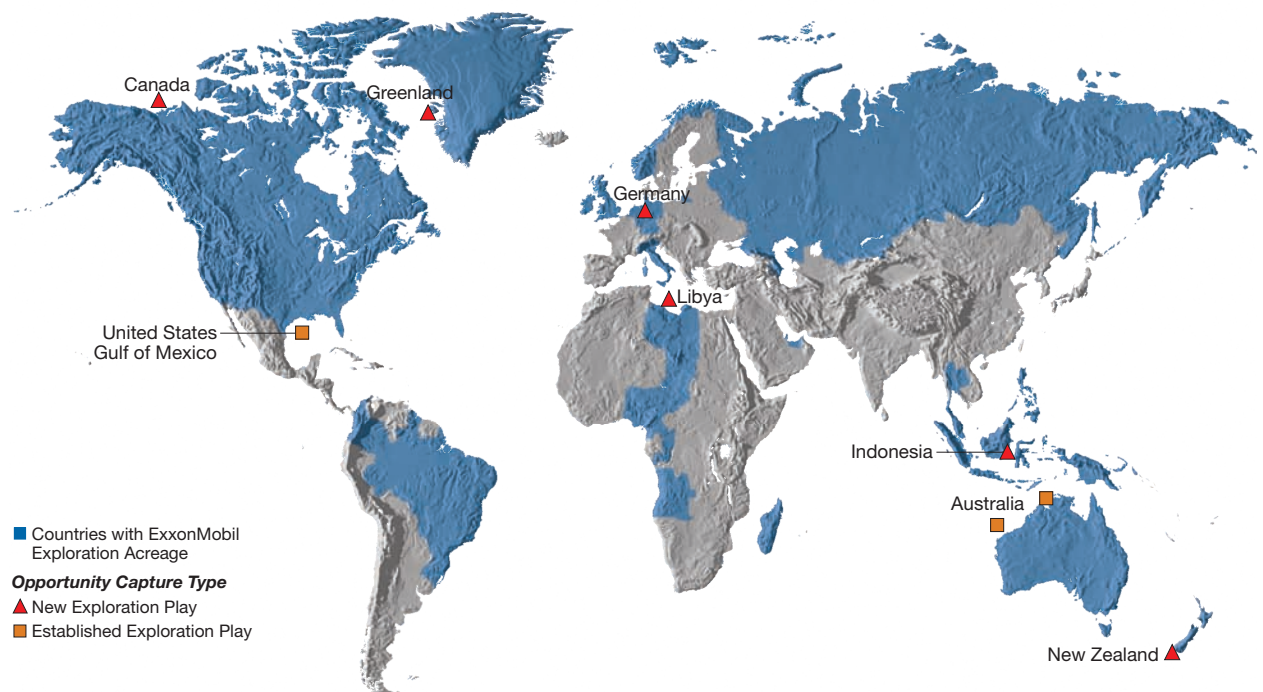 Canada
Greenland
Germany
Libya
United States
Gulf of Mexico
Indonesia
Australia
Countries with ExxonMobil
Exploration Acreage
Opportunity Capture Type
New Exploration Play
Established Exploration Play
New Zealand